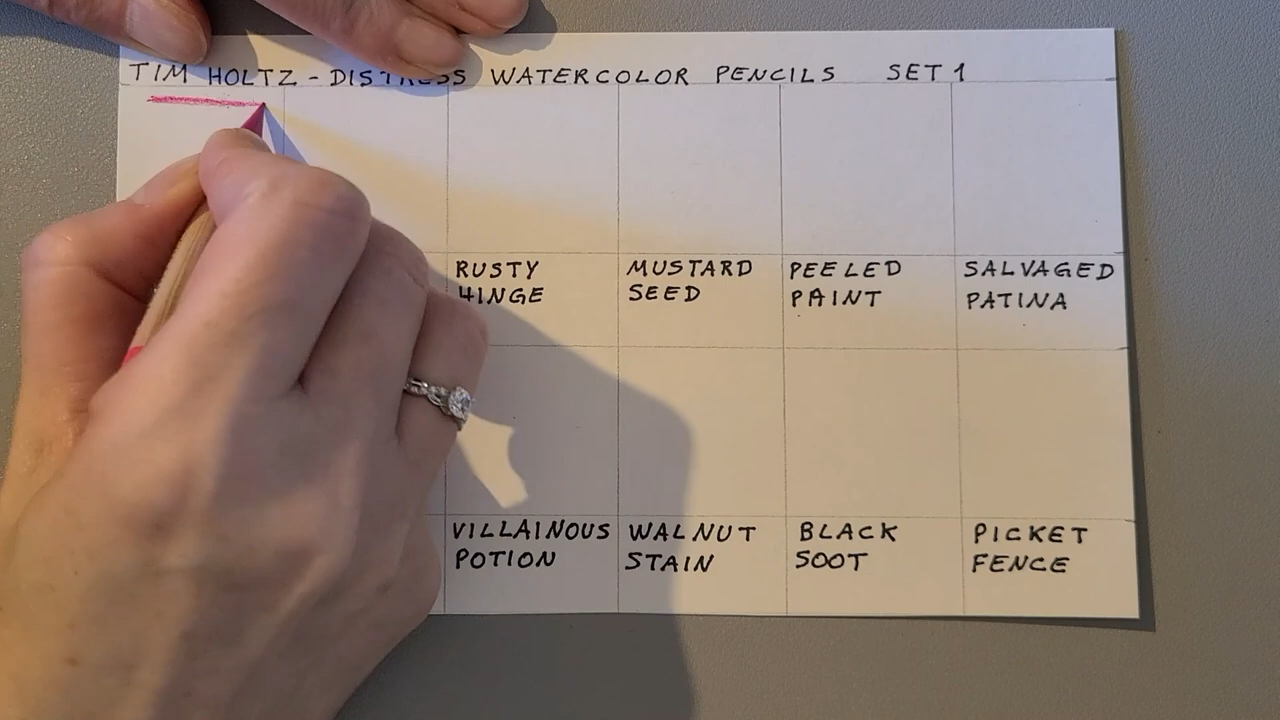 TIM HOLTZ - DISTRESS WATERCOLOR PENCILS SET 1
RUSTY
HINGE
MUSTARD
SEED
PEELED
PAINT
SALVAGED
PATINA
VILLAINOUS
POTION
WALNUT
STAIN
BLACK
SOOT
PICKET
FENCE